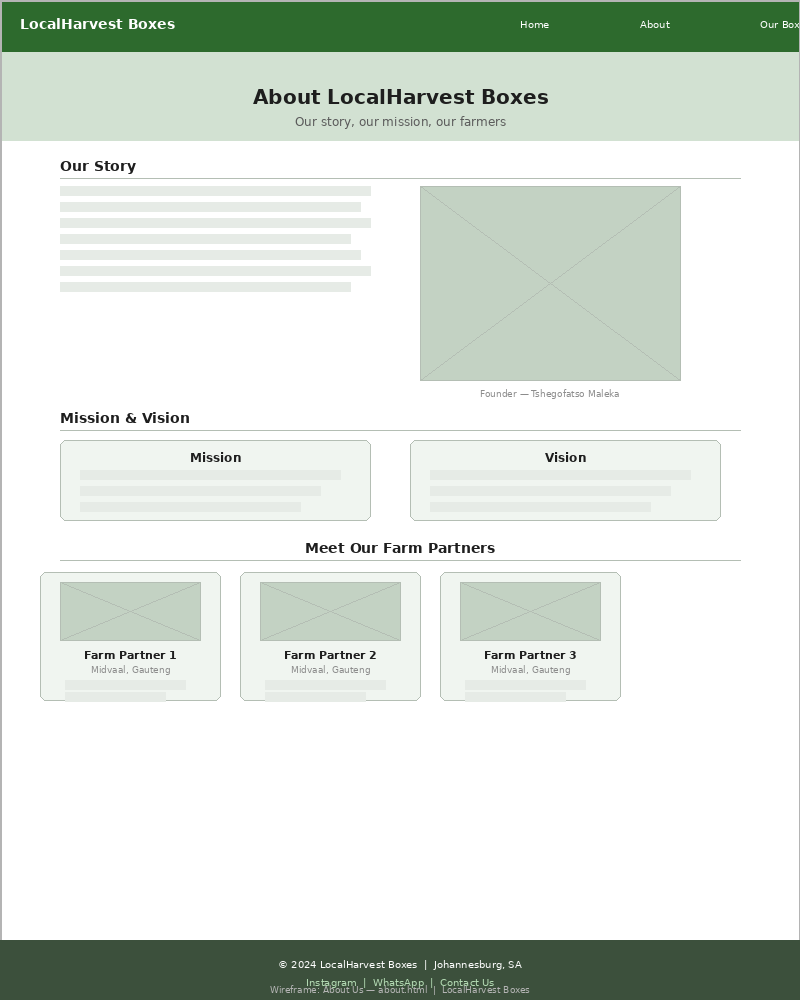 LocalHarvest Boxes
Home About Our Box
About LocalHarvest Boxes
Our story, our mission, our farmers
Our Story
Founder — Tshegofatso Maleka
Mission & Vision
Mission Vision
Meet Our Farm Partners
Farm Partner 1 Farm Partner 2 Farm Partner 3
Midvaal, Gauteng Midvaal, Gauteng Midvaal, Gauteng
© 2024 LocalHarvest Boxes | Johannesburg, SA
Instagram | WhatsApp | Contact Us
Wireframe: About Us — about.html | LocalHarvest Boxes